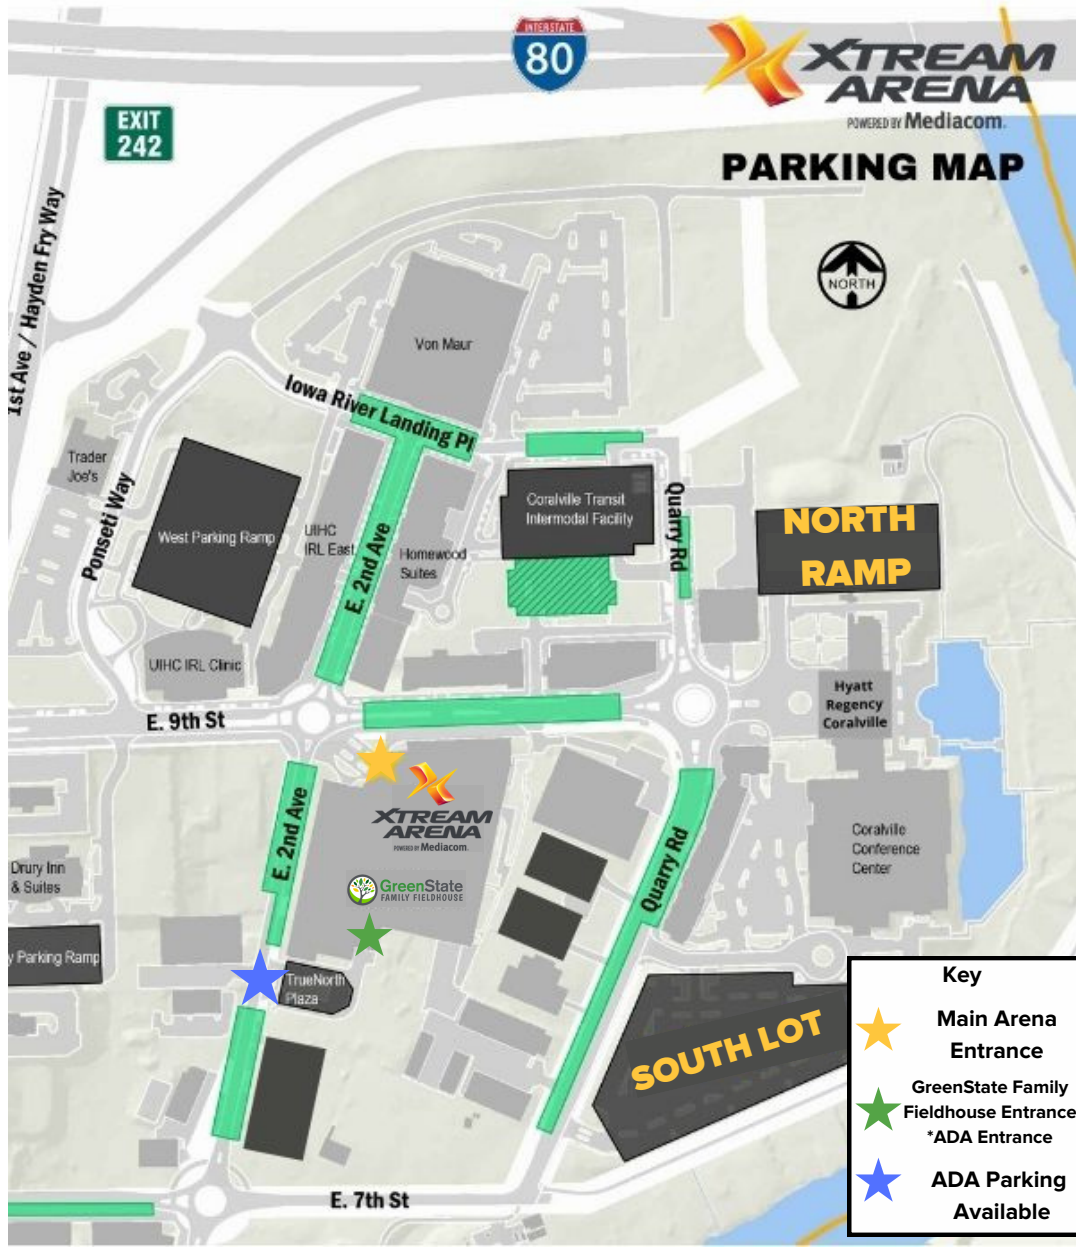 INTERSTATE
80
XTREAM
ARENA
POWERED BY Mediacom.
PARKING MAP
EXIT
242
NORTH
1st Ave / Hayden Fry Way
Von Maur
Iowa River Landing Pl
Trader
Joe's
Ponseti Way
West Parking Ramp
UIHC
IRL East
E. 2nd Ave
Homewood
Suites
Coralville Transit
Intermodal Facility
Quarry Rd
NORTH
RAMP
UIHC IRL Clinic
E. 9th St
Hyatt
Regency
Coralville
XTREAM
ARENA
POWERED BY Mediacom.
E. 2nd Ave
GreenState
FAMILY FIELDHOUSE
Quarry Rd
Coralville
Conference
Center
Drury Inn
& Suites
y Parking Ramp
TrueNorth
Plaza
SOUTH LOT
E. 7th St
Key
Main Arena
Entrance
GreenState Family
Fieldhouse Entrance
*ADA Entrance
ADA Parking
Available